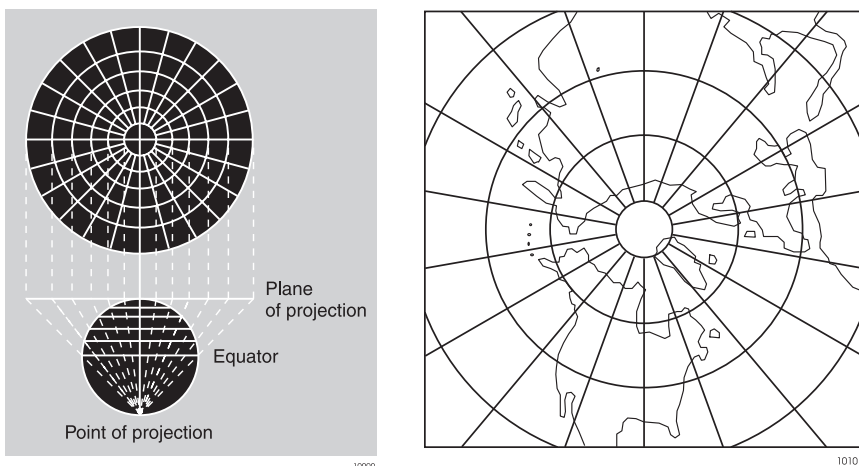 Plane
of projection
Equator
Point of projection
1010